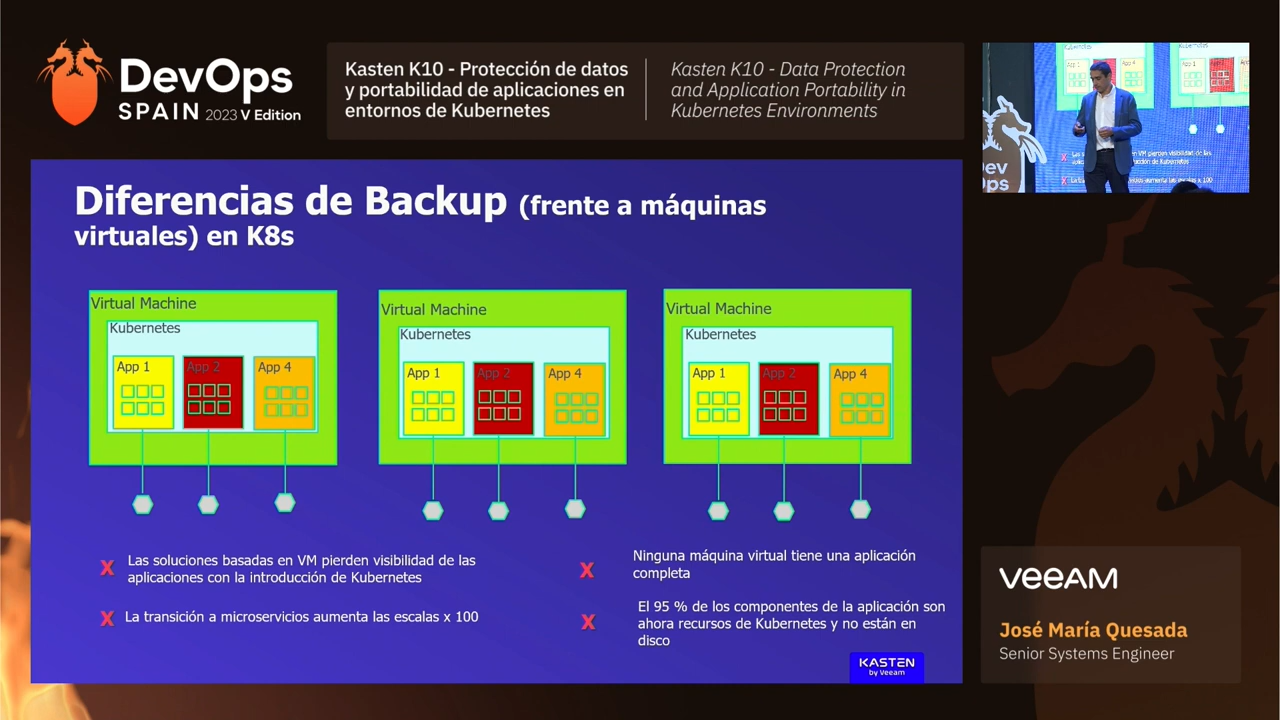 DevOps
SPAIN 2023 V Edition
Kasten K10 - Protección de datos
y portabilidad de aplicaciones en
entornos de Kubernetes
Kasten K10 - Data Protection
and Application Portability in
Kubernetes Environments
Diferencias de Backup (frente a máquinas
virtuales) en K8s
Virtual Machine
Kubernetes
App 1
App 2
App 4
Virtual Machine
Kubernetes
App 1
App 2
App 4
Virtual Machine
Kubernetes
App 1
App 2
App 4
X Las soluciones basadas en VM pierden visibilidad de las
aplicaciones con la introducción de Kubernetes
X La transición a microservicios aumenta las escalas x 100
X Ninguna máquina virtual tiene una aplicación
completa
X El 95 % de los componentes de la aplicación son
ahora recursos de Kubernetes y no están en
disco
KASTEN
by Veeam
veeAM
José María Quesada
Senior Systems Engineer